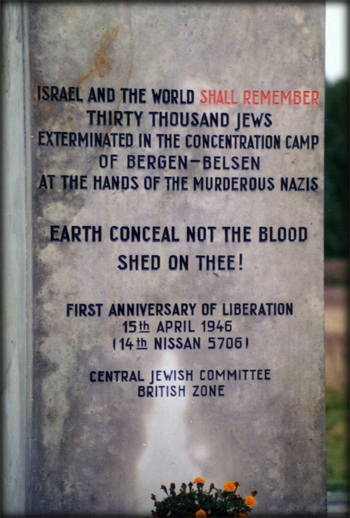 ISRAEL AND THE WORLD SHALL REMEMBER
THIRTY THOUSAND JEWS
EXTERMINATED IN THE CONCENTRATION CAMP
OF BERGEN-BELSEN
AT THE HANDS OF THE MURDEROUS NAZIS
EARTH CONCEAL NOT THE BLOOD
SHED ON THEE!
FIRST ANNIVERSARY OF LIBERATION
15th APRIL 1946
(14th NISSAN 5706)
CENTRAL JEWISH COMMITTEE
BRITISH ZONE